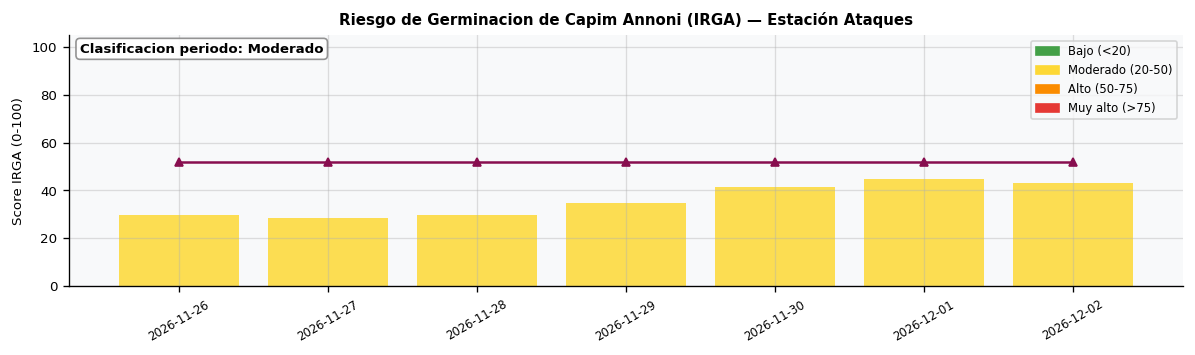 Riesgo de Germinacion de Capim Annoni (IRGA) — Estación Ataques
Clasificacion periodo: Moderado
Bajo (<20)
Moderado (20-50)
Alto (50-75)
Muy alto (>75)
Score IRGA (0-100)
100
80
60
40
20
0
2026-11-26
2026-11-27
2026-11-28
2026-11-29
2026-11-30
2026-12-01
2026-12-02